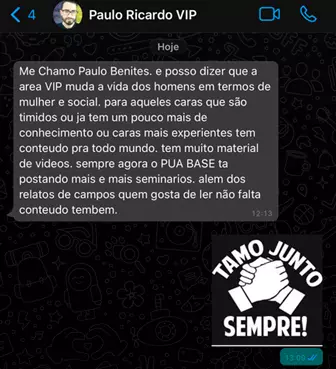 4
Paulo Ricardo VIP
Hoje
Me Chamo Paulo Benites. e posso dizer que a
area VIP muda a vida dos homens em termos de
mulher e social. para aqueles caras que são
timidos ou ja tem um pouco mais de
conhecimento ou caras mais experientes tem
conteudo pra todo mundo. tem muito material
de videos. sempre agora o PUA BASE ta
postando mais e mais seminarios. alem dos
relatos de campos quem gosta de ler não falta
conteudo tembem.
12:13
TAMO JUNTO
SEMPRE!
13:00